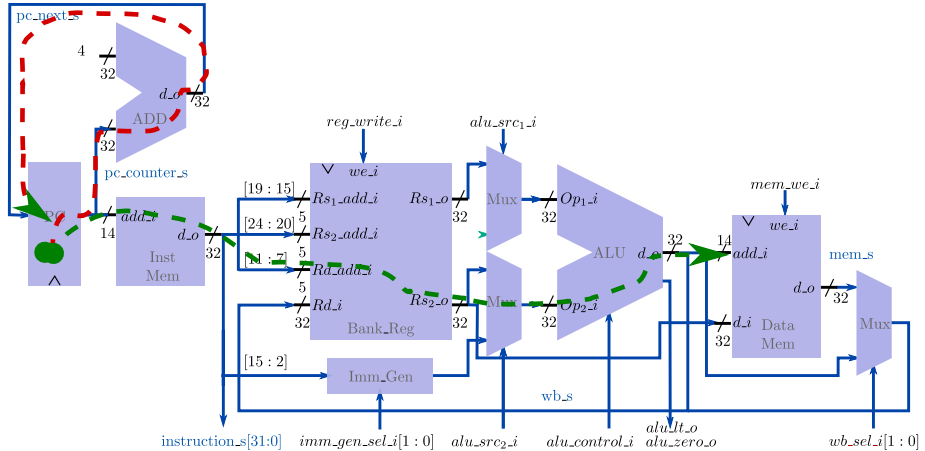 pc_next_s
4
32
d_o
32
ADD
32
pc_counter_s
PC
14
add_i
d_o
32
Inst
Mem
reg_write_i
we_i
[19 : 15]
5
Rs1_add_i
Rs1_o
32
[24 : 20]
5
Rs2_add_i
[11 : 7]
5
Rd_add_i
Rs2_o
32
Rd_i
32
Bank_Reg
[15 : 2]
Imm_Gen
alu_src1_i
Mux
Mux
32
Op1_i
ALU
d_o
32
32
Op2_i
mem_we_i
we_i
14
add_i
mem_s
d_o
32
d_i
32
Data
Mem
Mux
wb_s
instruction_s[31:0]
imm_gen_sel_i[1 : 0]
alu_src2_i
alu_control_i
alu_lt_o
alu_zero_o
wb_sel_i[1 : 0]